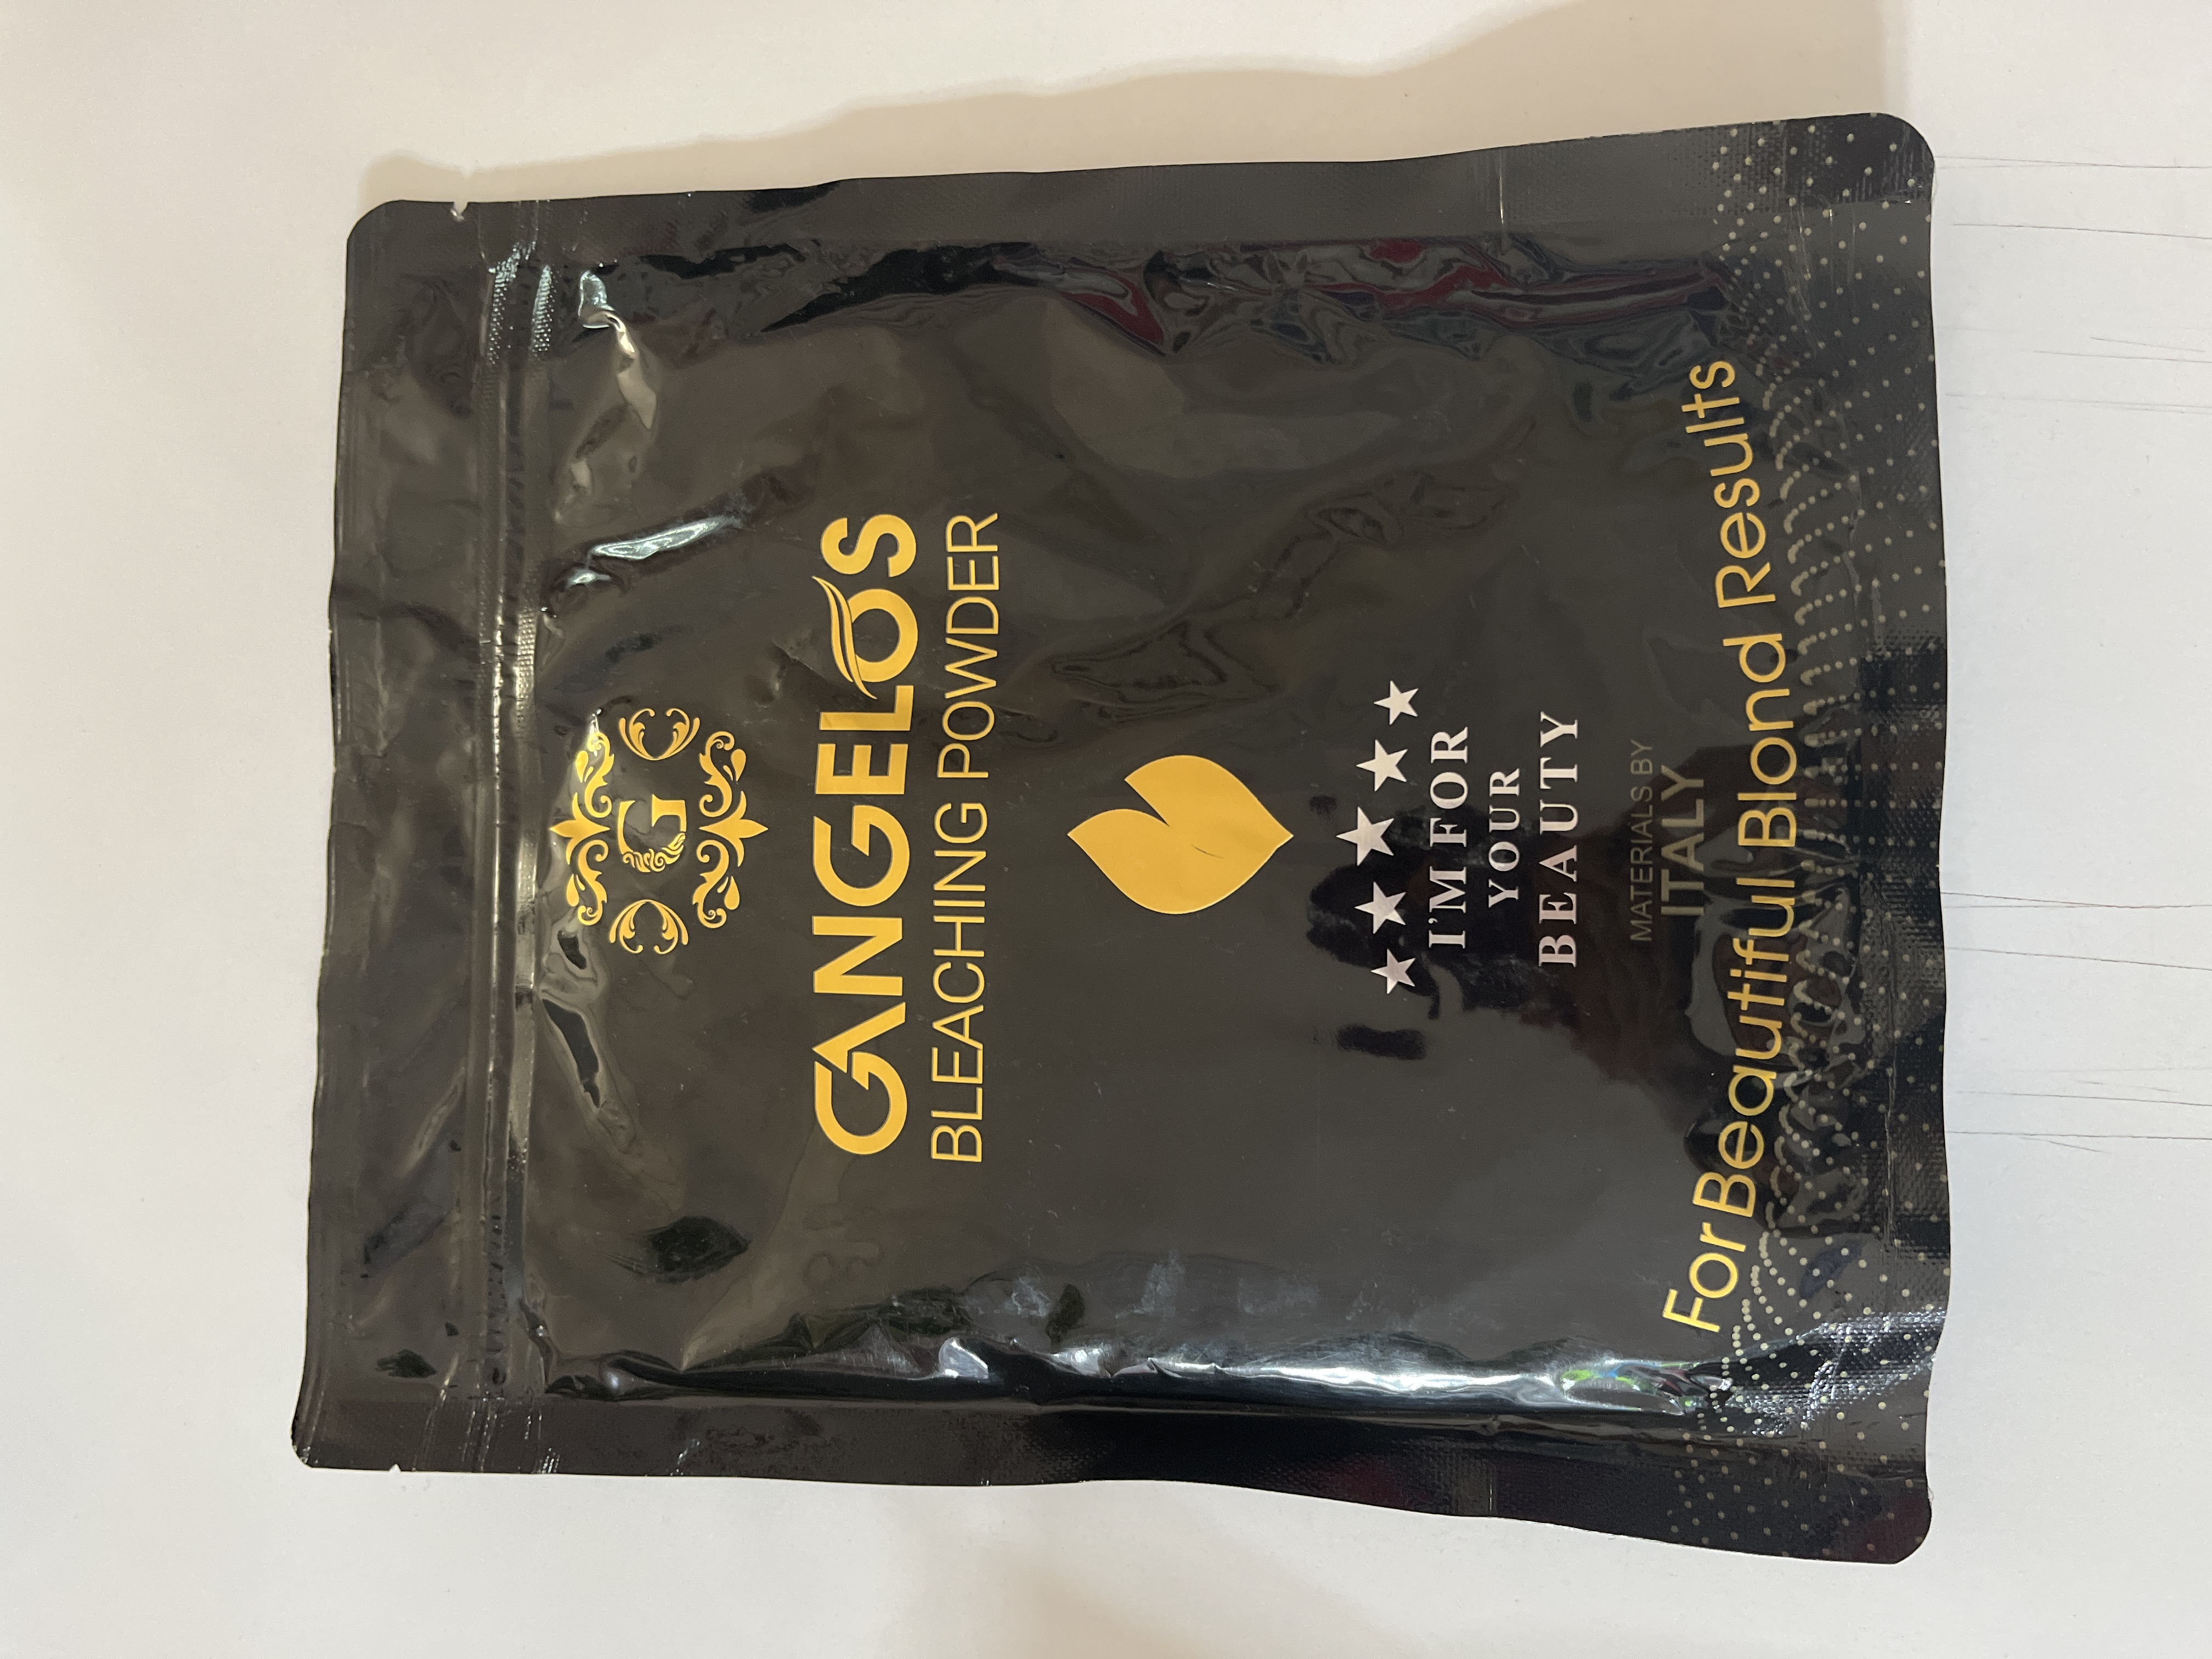 G
GANGELOS
BLEACHING POWDER
I'M FOR
YOUR
BEAUTY
MATERIALS BY
ITALY
For Beautiful Blond Results